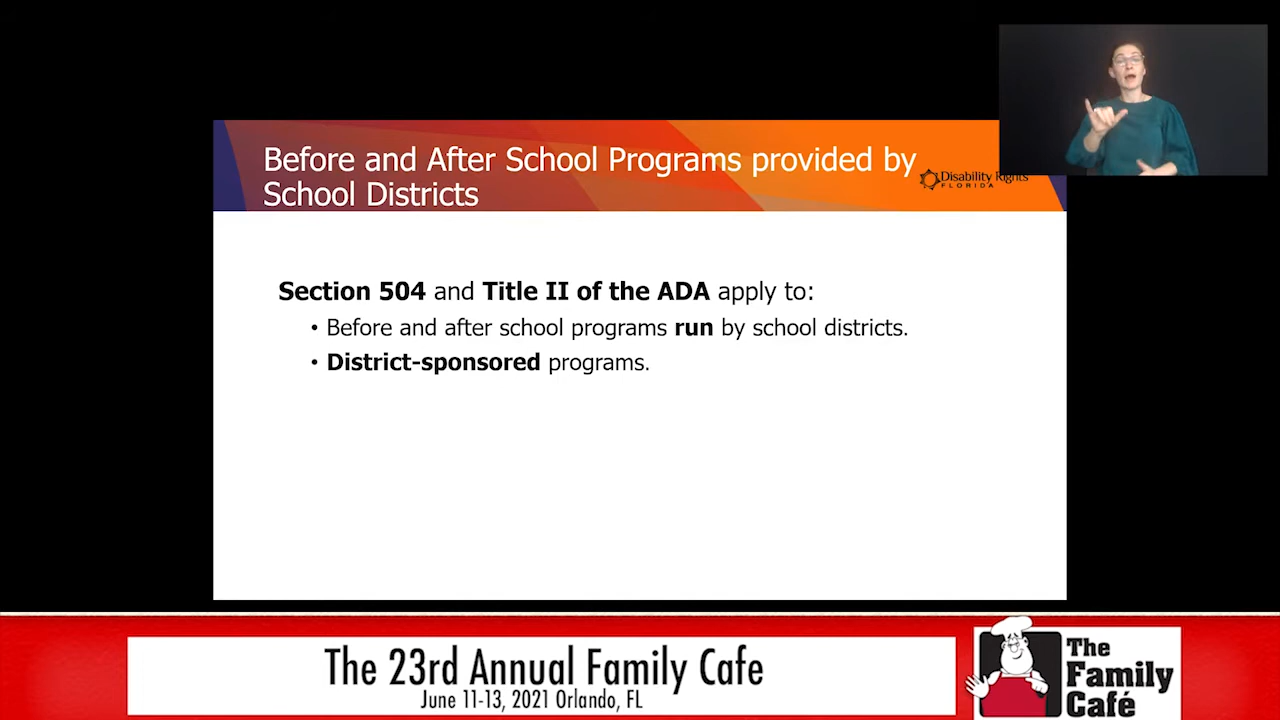 Before and After School Programs provided by
School Districts
Disability Rights
FLORIDA
Section 504 and Title II of the ADA apply to:
• Before and after school programs run by school districts.
• District-sponsored programs.
The 23rd Annual Family Cafe
June 11-13, 2021 Orlando, FL
The
Family
Café